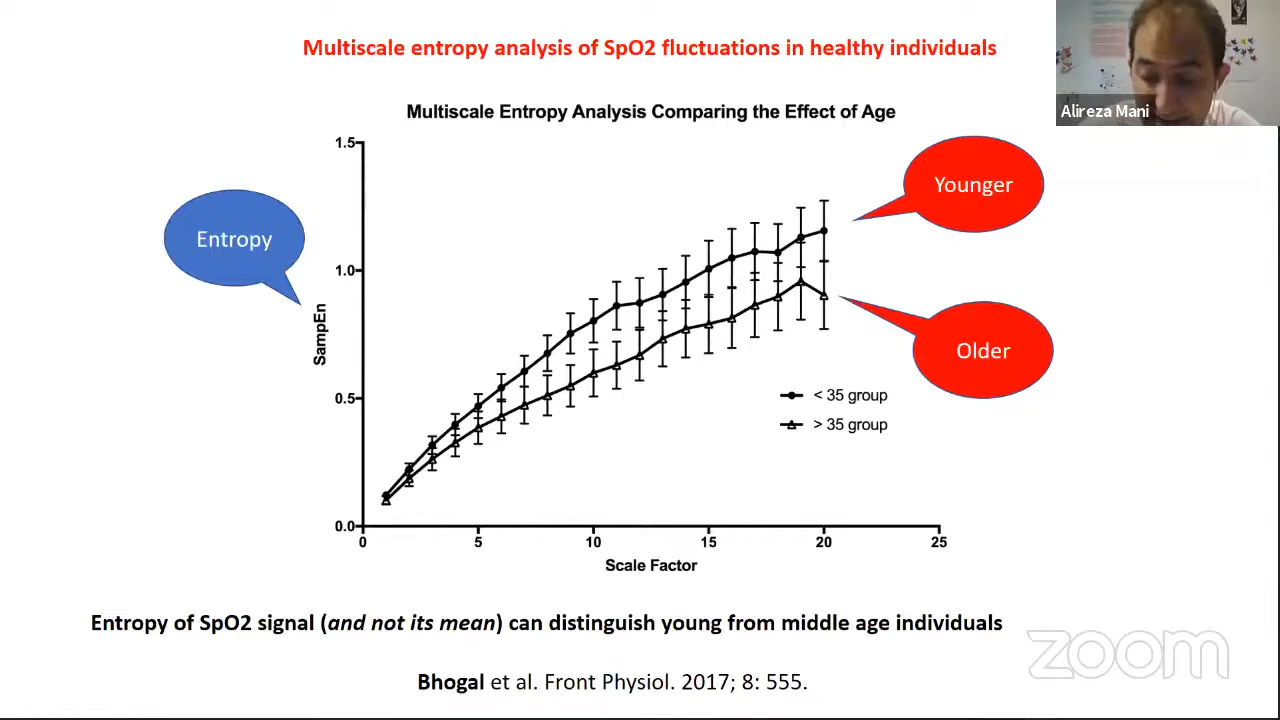 Multiscale entropy analysis of SpO2 fluctuations in healthy individuals
Alireza Mani
Multiscale Entropy Analysis Comparing the Effect of Age
1.5
Younger
Entropy
1.0
SampEn
Older
< 35 group
0.5
> 35 group
0.0
0 5 10 15 20 25
Scale Factor
Entropy of SpO2 signal (and not its mean) can distinguish young from middle age individuals
zoom
Bhogal et al. Front Physiol. 2017; 8: 555.